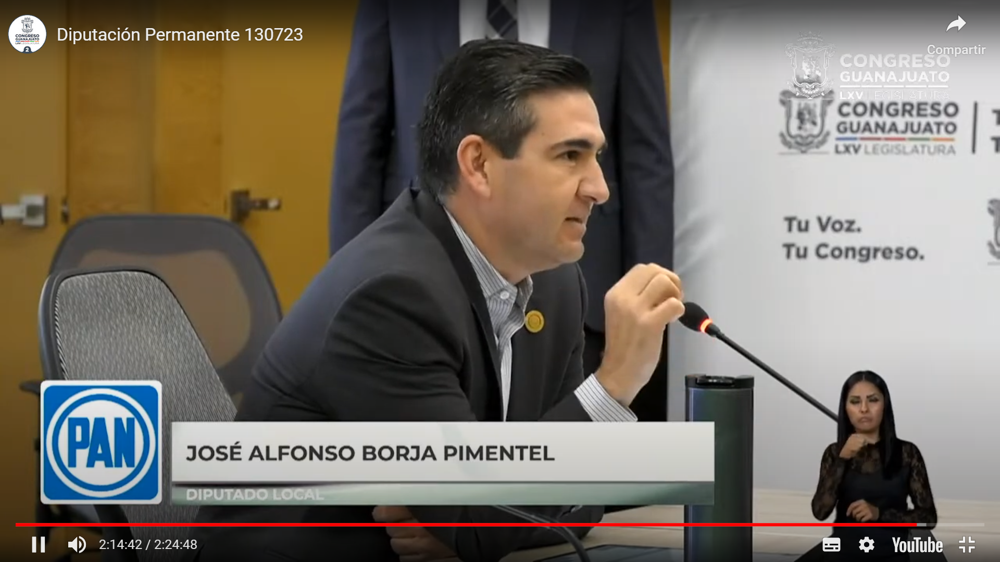 CONGRESO
GUANAJUATO
LXV LEGISLATURA
2
Diputación Permanente 130723
Compartir
CONGRESO
GUANAJUATO
LXV LEGISLATURA
CONGRESO
GUANAJUATO
LXV LEGISLATURA
Tu Voz.
Tu Congreso.
PAN
JOSÉ ALFONSO BORJA PIMENTEL
DIPUTADO LOCAL
2:14:42 / 2:24:48
YouTube